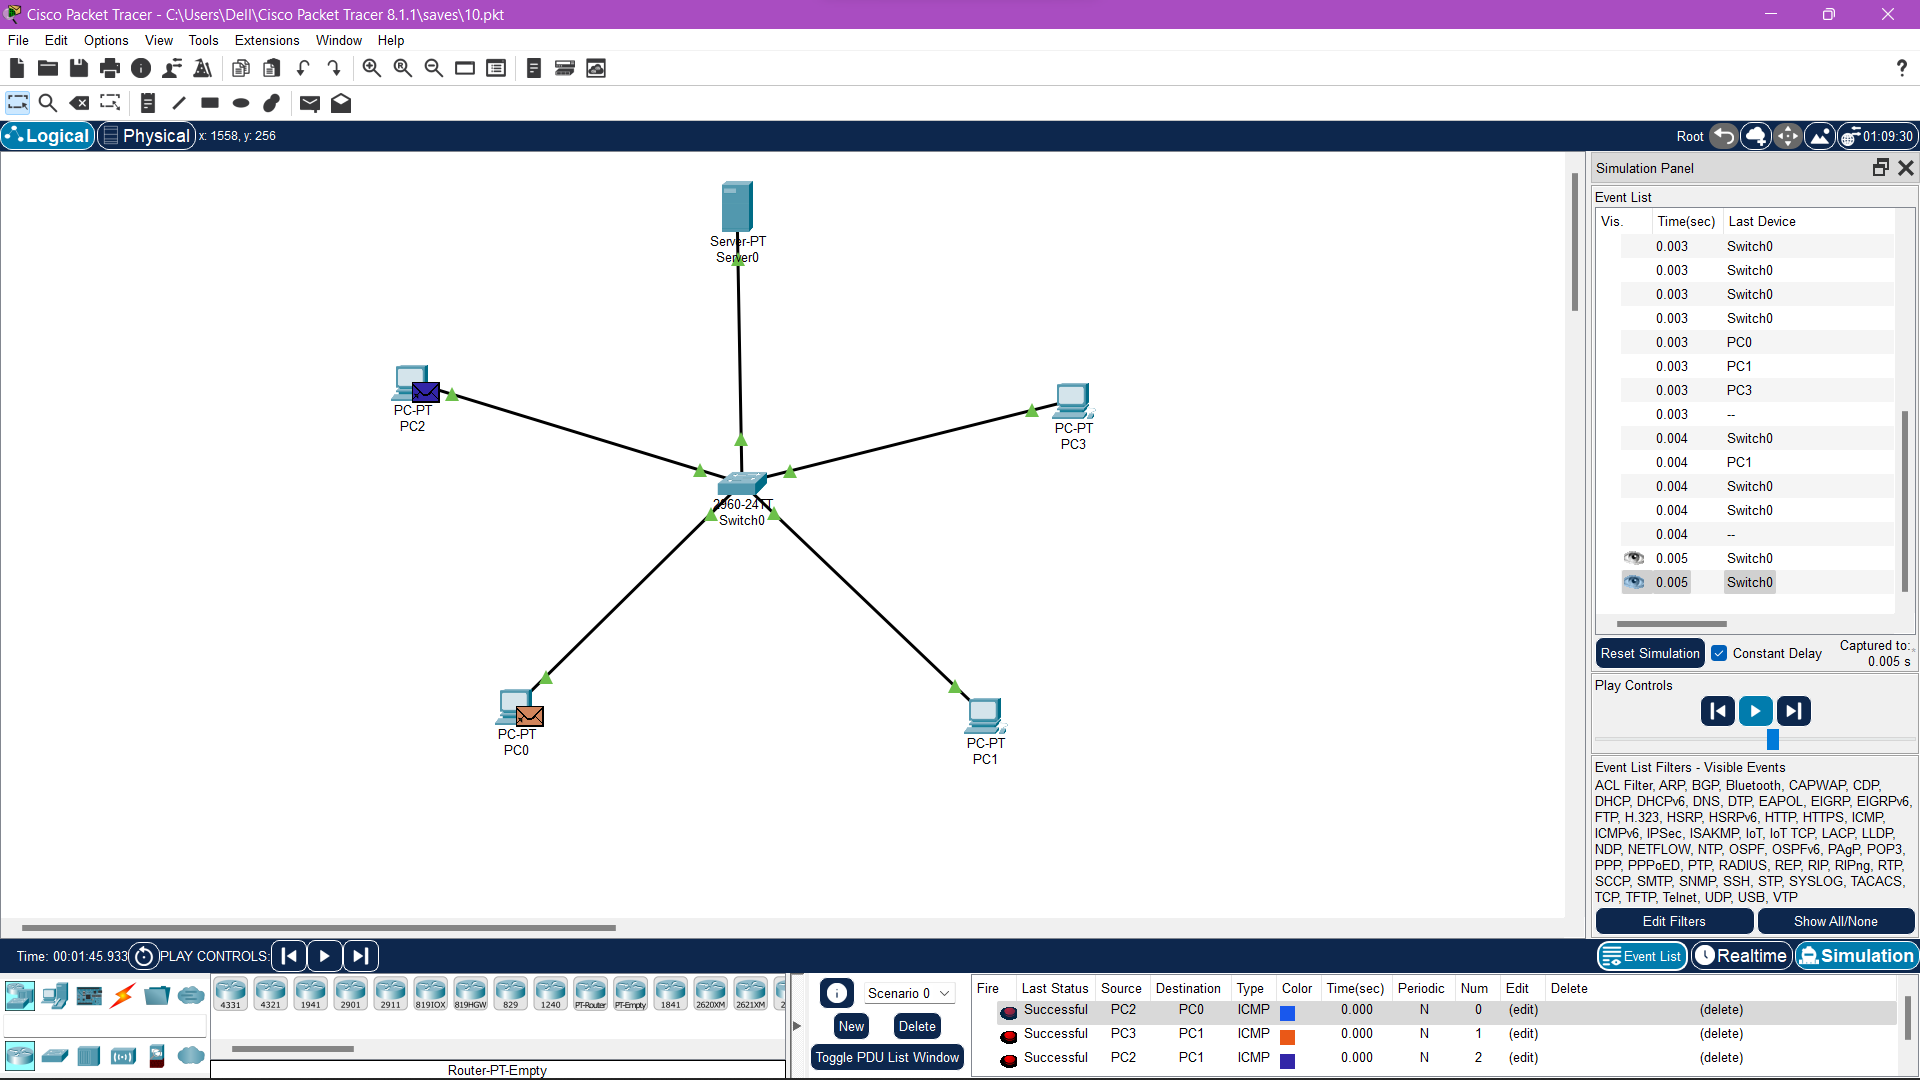 Cisco Packet Tracer - C:\Users\Dell\Cisco Packet Tracer 8.1.1\saves\10.pkt
File Edit Options View Tools Extensions Window Help
?
Logical Physical x: 1558, y: 256
Root 01:09:30
Simulation Panel
Event List
Vis. Time(sec) Last Device
0.003 Switch0
0.003 Switch0
0.003 Switch0
0.003 Switch0
0.003 PC0
0.003 PC1
0.003 PC3
0.003 --
0.004 Switch0
0.004 PC1
0.004 Switch0
0.004 Switch0
0.004 --
0.005 Switch0
0.005 Switch0
Reset Simulation Constant Delay Captured to:
0.005 s
Play Controls
Event List Filters - Visible Events
ACL Filter, ARP, BGP, Bluetooth, CAPWAP, CDP,
DHCP, DHCPv6, DNS, DTP, EAPOL, EIGRP, EIGRPv6,
FTP, H.323, HSRP, HSRPv6, HTTP, HTTPS, ICMP,
ICMPv6, IPSec, ISAKMP, IoT, IoT TCP, LACP, LLDP,
NDP, NETFLOW, NTP, OSPF, OSPFv6, PAgP, POP3,
PPP, PPPoED, PTP, RADIUS, REP, RIP, RIPng, RTP,
SCCP, SMTP, SNMP, SSH, STP, SYSLOG, TACACS,
TCP, TFTP, Telnet, UDP, USB, VTP
Edit Filters Show All/None
Server-PT
Server0
PC-PT
PC2
PC-PT
PC3
2960-24TT
Switch0
PC-PT
PC0
PC-PT
PC1
Time: 00:01:45.933 PLAY CONTROLS:
Event List Realtime Simulation
4331 4321 1941 2901 2911 819IOX 819HGW 829 1240 PT-Router PT-Empty 1841 2620XM 2621XM
Router-PT-Empty
Scenario 0
New Delete
Toggle PDU List Window
Fire Last Status Source Destination Type Color Time(sec) Periodic Num Edit Delete
Successful PC2 PC0 ICMP 0.000 N 0 (edit) (delete)
Successful PC3 PC1 ICMP 0.000 N 1 (edit) (delete)
Successful PC2 PC1 ICMP 0.000 N 2 (edit) (delete)